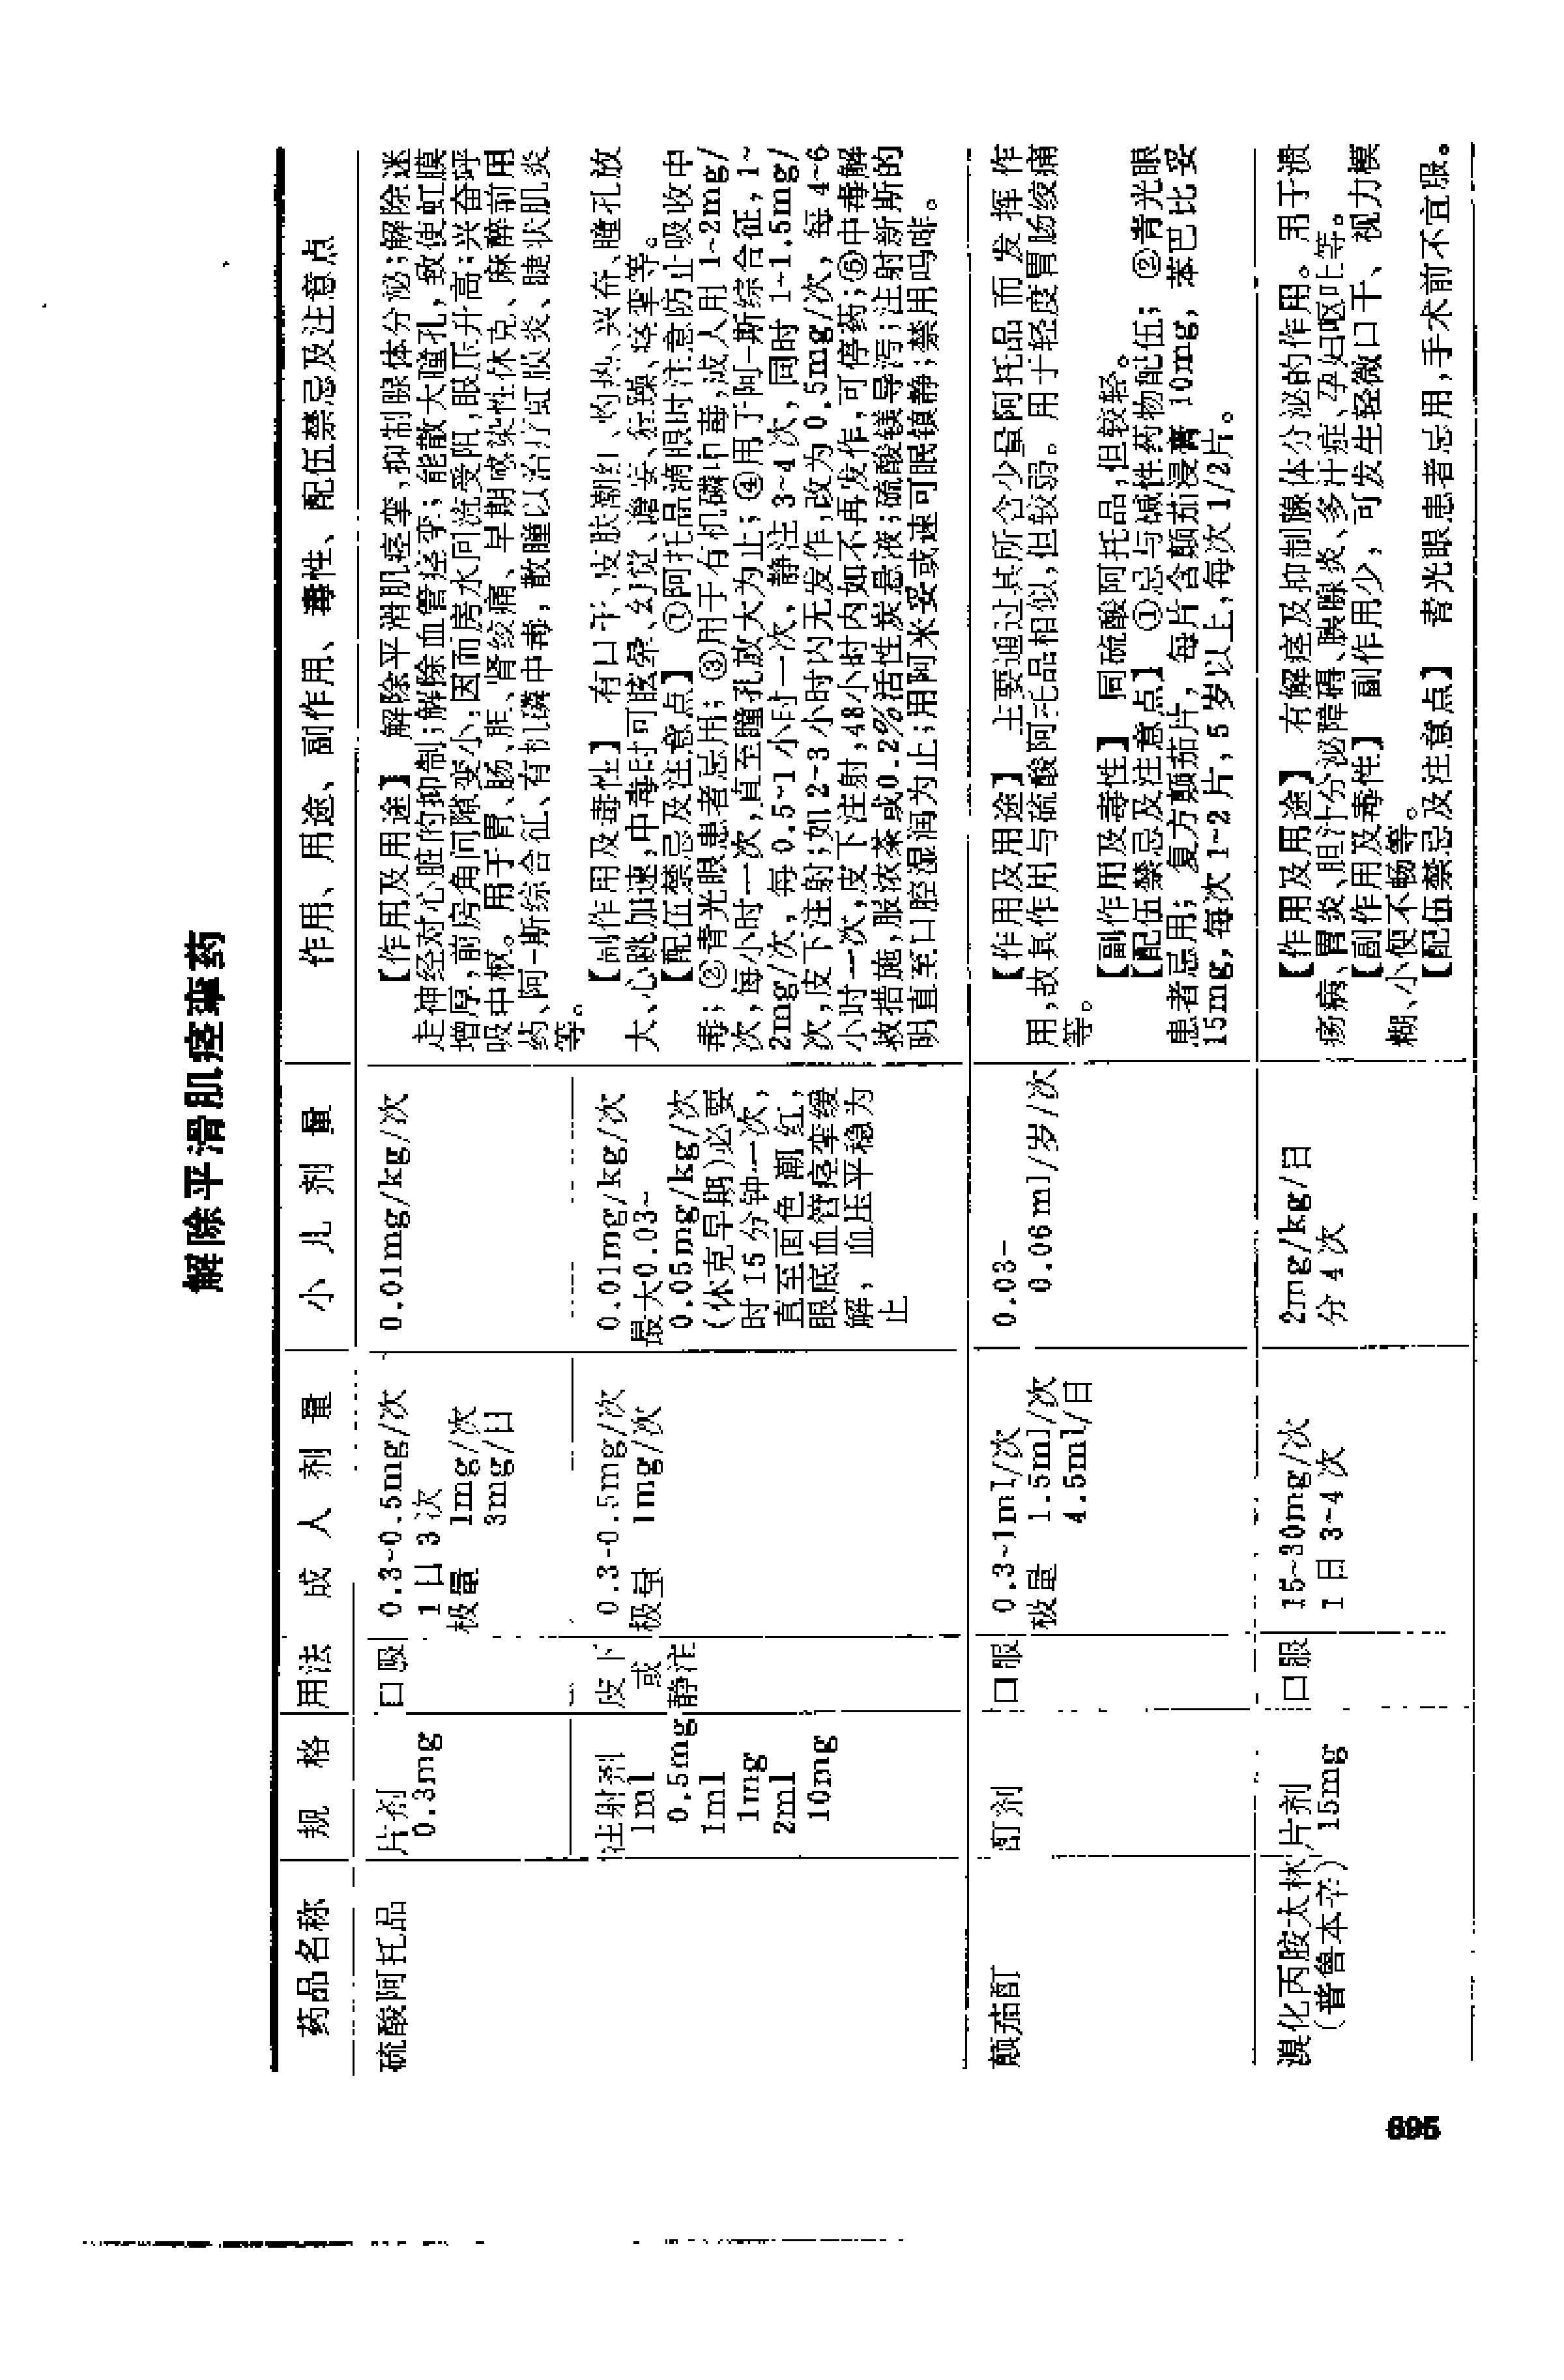 解除平滑肌痉挛药
药品名称
规 格
用法
成 人 剂 量
小 儿 剂 量
作用、用途、副作用、毒性、配伍禁忌及注意点
硫酸阿托品
片剂
0.3mg
口服
0.3~0.5mg/次
1日3次
极量 1mg/次
3mg/日
0.01mg/kg/次
【作用及用途】 解除平滑肌痉挛,抑制腺体分泌;解除迷
走神经对心脏的抑制;解除血管痉挛;能散大瞳孔,致使虹膜
增厚,前房角间隙变小,因而房水回流受阻,眼压升高;兴奋呼
吸中枢。用于胃、肠、胆、肾绞痛、早期感染性休克、麻醉前用
药、阿-斯综合征、有机磷中毒,散瞳以治疗虹膜炎、睫状肌炎
等。
注射剂
1ml
0.5mg
1ml
1mg
2ml
10mg
皮下
或
静注
0.3~0.5mg/次
极量 1mg/次
0.01mg/kg/次
最大0.03~
0.05mg/kg/次
(休克早期)必要
时15分钟一次,
直至面色潮红,
眼底血管痉挛缓
解,血压平稳为
止
【副作用及毒性】 有口干、皮肤潮红、灼热、兴奋、瞳孔放
大、心跳加速,中毒时可眩晕、幻觉、谵妄、狂躁、痉挛等。
【配伍禁忌及注意点】 ①阿托品滴眼时注意防止吸收中
毒;②青光眼患者忌用;③用于有机磷中毒,成人用1~2mg/
次,每小时一次,直至瞳孔放大为止;④用于阿-斯综合征,1~
2mg/次,每0.5~1小时一次,静注3~4次,同时1~1.5mg/
次,皮下注射;如2~3小时内无发作,改为0.5mg/次,每4~6
小时一次,皮下注射,48小时内如不再发作,可停药;⑥中毒解
救措施,服浓茶或0.2%活性炭悬液;硫酸镁导泻;注射新斯的
明直至口腔湿润为止;用阿米妥或速可眠镇静;禁用吗啡。
颠茄酊
酊剂
口服
0.3~1ml/次
极量 1.5ml/次
4.5ml/日
0.03-
0.06ml/岁/次
【作用及用途】 主要通过其所含少量阿托品而发挥作
用,故其作用与硫酸阿托品相似,但较弱。用于轻度胃肠绞痛
等。
【副作用及毒性】 同硫酸阿托品,但较轻。
【配伍禁忌及注意点】 ①忌与碱性药物配伍;②青光眼
患者忌用;复方颠茄片,每片含颠茄浸膏10mg,苯巴比妥
15mg,每次1~2片,5岁以上,每次1/2片。
溴化丙胺太林
(普鲁本辛)
片剂
15mg
口服
15~30mg/次
1日3~4次
2mg/kg/日
分4次
【作用及用途】 有解痉及抑制腺体分泌的作用。用于溃
疡病、胃炎、胆汁分泌障碍、胰腺炎、多汗症、孕妇呕吐等。
【副作用及毒性】 副作用少,可发生轻微口干、视力模
糊、小便不畅等。
【配伍禁忌及注意点】 青光眼患者忌用,手术前不宜服。
695